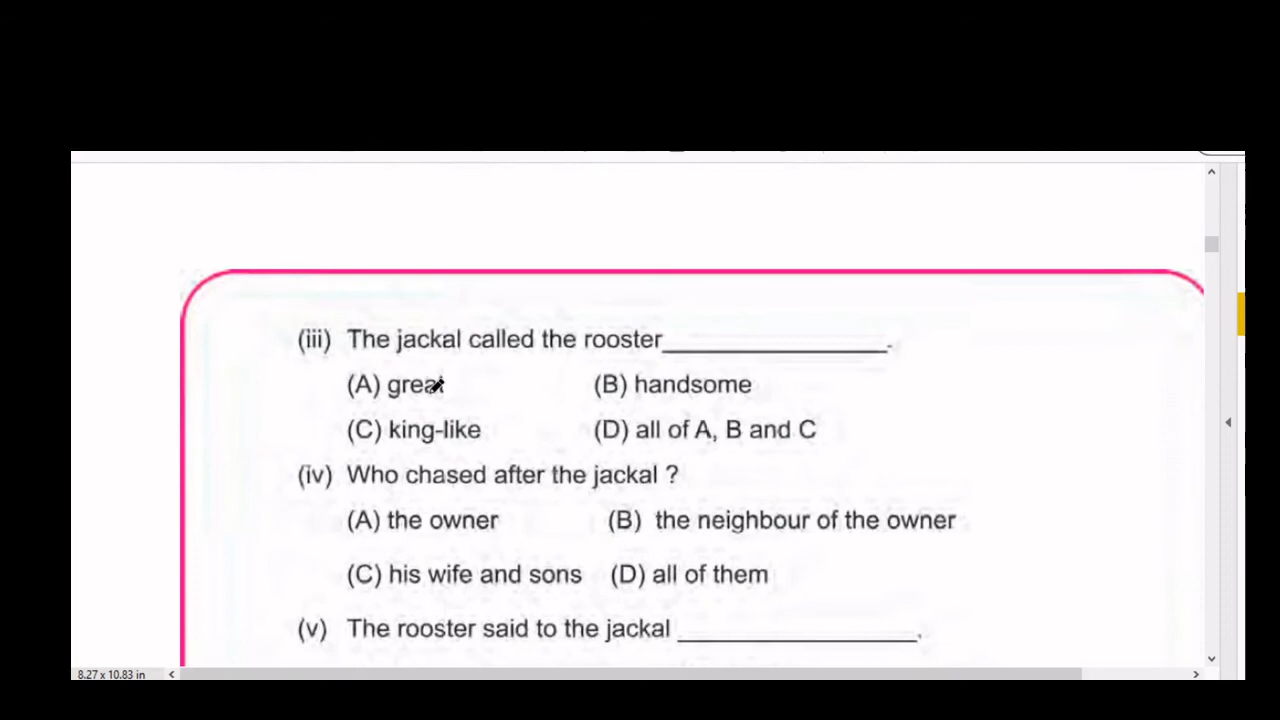 (iii) The jackal called the rooster____________________.
(A) great (B) handsome
(C) king-like (D) all of A, B and C
(iv) Who chased after the jackal ?
(A) the owner (B) the neighbour of the owner
(C) his wife and sons (D) all of them
(v) The rooster said to the jackal ____________________.
8.27 x 10.83 in